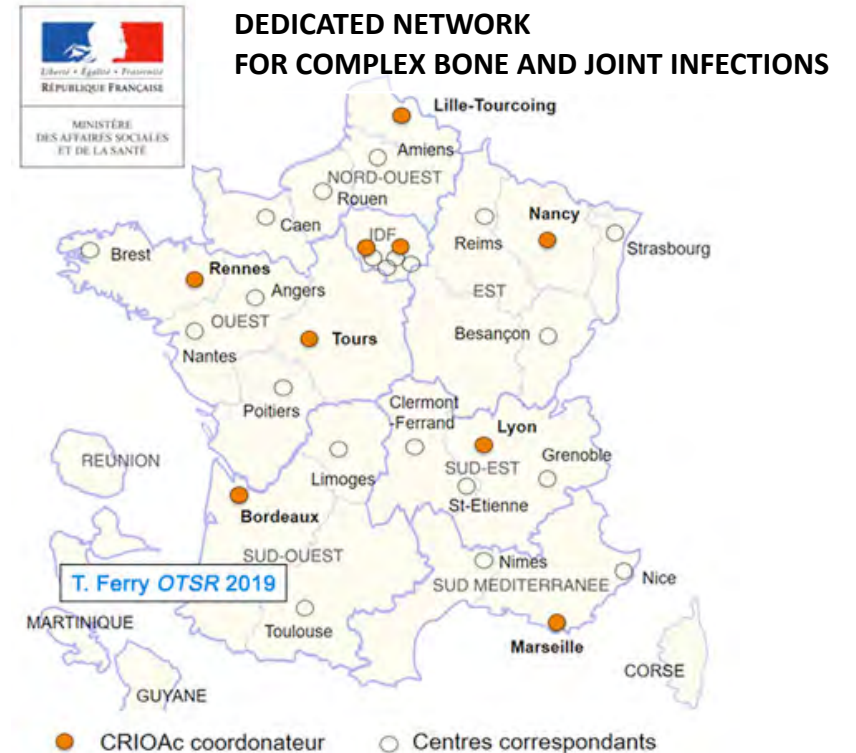 DEDICATED NETWORK
FOR COMPLEX BONE AND JOINT INFECTIONS
Liberté • Égalité • Fraternité
RÉPUBLIQUE FRANÇAISE
MINISTÈRE
DES AFFAIRES SOCIALES
ET DE LA SANTÉ
Lille-Tourcoing
Amiens
NORD-OUEST
Rouen
Caen
IDF
Reims
Nancy
Strasbourg
Brest
Rennes
Angers
OUEST
EST
Nantes
Tours
Besançon
Poitiers
Clermont
-Ferrand
Lyon
SUD-EST
Grenoble
REUNION
Limoges
St-Etienne
Bordeaux
SUD-OUEST
T. Ferry OTSR 2019
Nimes
SUD MEDITERRANEE
Nice
MARTINIQUE
Toulouse
Marseille
CORSE
GUYANE
CRIOAc coordonateur
Centres correspondants